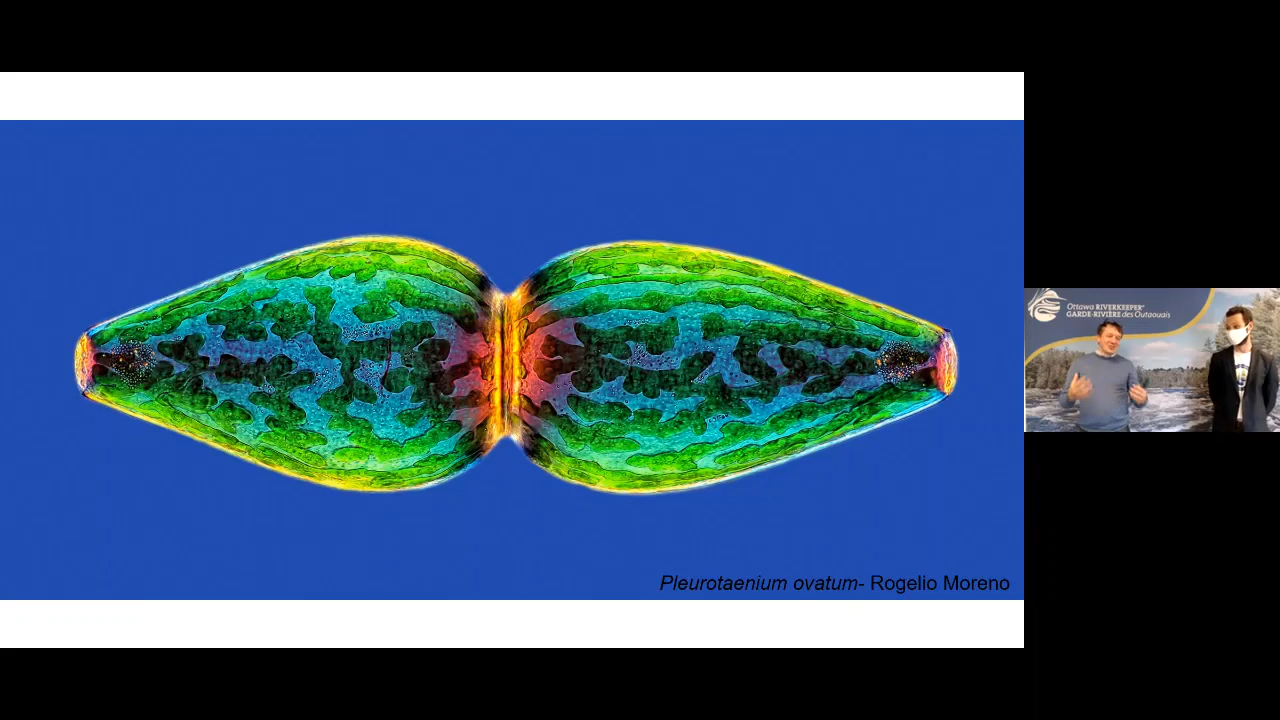 Pleurotaenium ovatum- Rogelio Moreno
Ottawa RIVERKEEPER®
GARDE-RIVIÈRE des Outaouais